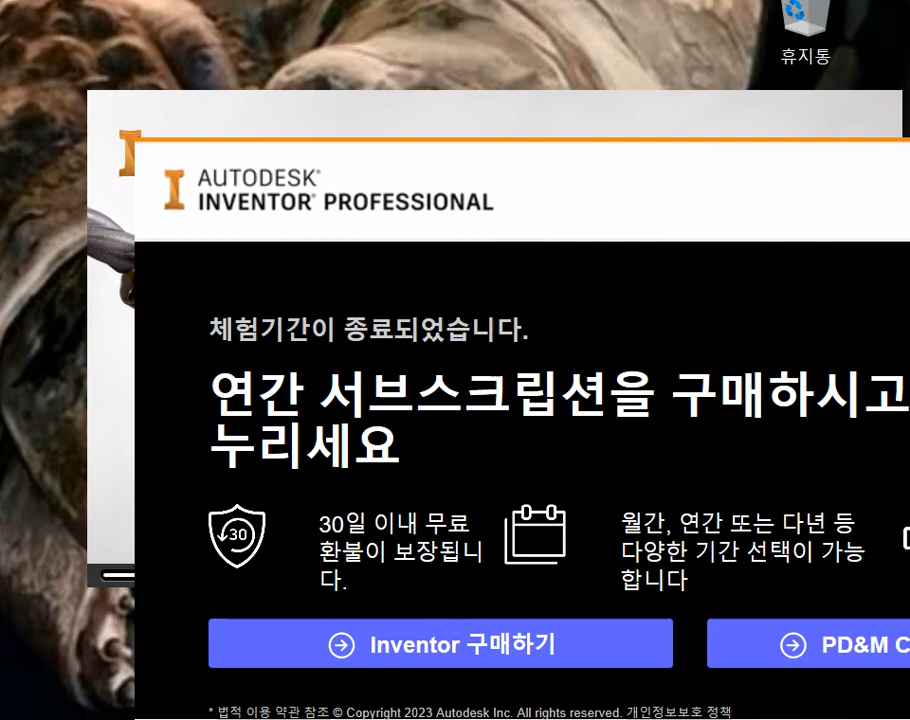 휴지통
AUTODESK®
INVENTOR® PROFESSIONAL
체험기간이 종료되었습니다.
연간 서브스크립션을 구매하시고
누리세요
30
30일 이내 무료
환불이 보장됩니
다.
월간, 연간 또는 다년 등
다양한 기간 선택이 가능
합니다
Inventor 구매하기
PD&M C
* 법적 이용 약관 참조 © Copyright 2023 Autodesk Inc. All rights reserved. 개인정보보호 정책